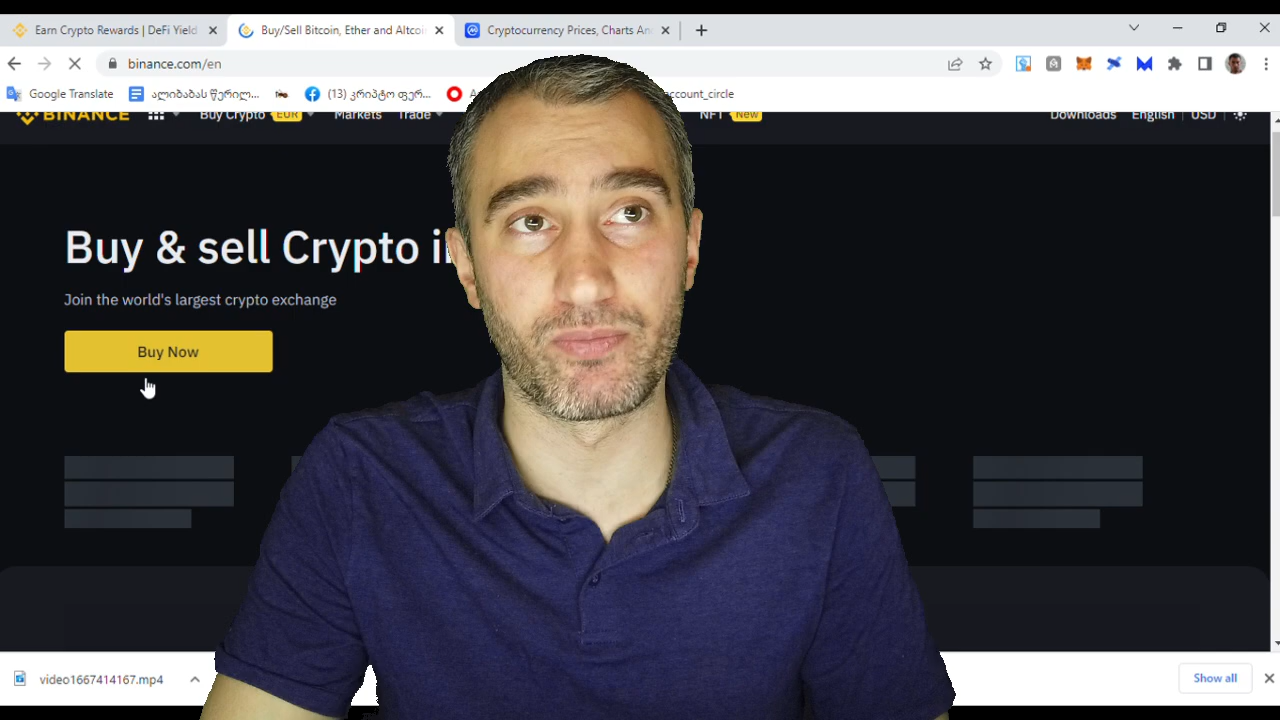 Earn Crypto Rewards | DeFi Yield
Buy/Sell Bitcoin, Ether and Altcoi
Cryptocurrency Prices, Charts An
binance.com/en
Google Translate
ალიბაბას წერილ...
(13) კრიპტო ფერ...
account_circle
BINANCE
Buy Crypto EUR
Markets
Trade
NFT New
Downloads
English
USD
Buy & sell Crypto i
Join the world's largest crypto exchange
Buy Now
video1667414167.mp4
Show all